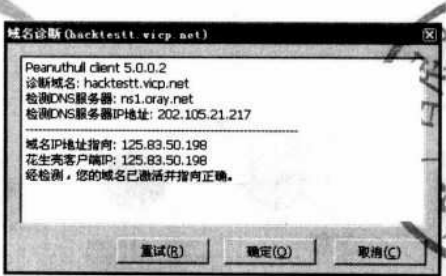 域名诊断(hacktestt.vicp.net)
Peanuthull client 5.0.0.2
诊断域名: hacktestt.vicp.net
检测DNS服务器: ns1.oray.net
检测DNS服务器IP地址: 202.105.21.217
域名IP地址指向: 125.83.50.198
花生壳客户端IP: 125.83.50.198
经检测，您的域名已激活并指向正确。
重试(R) 确定(O) 取消(C)